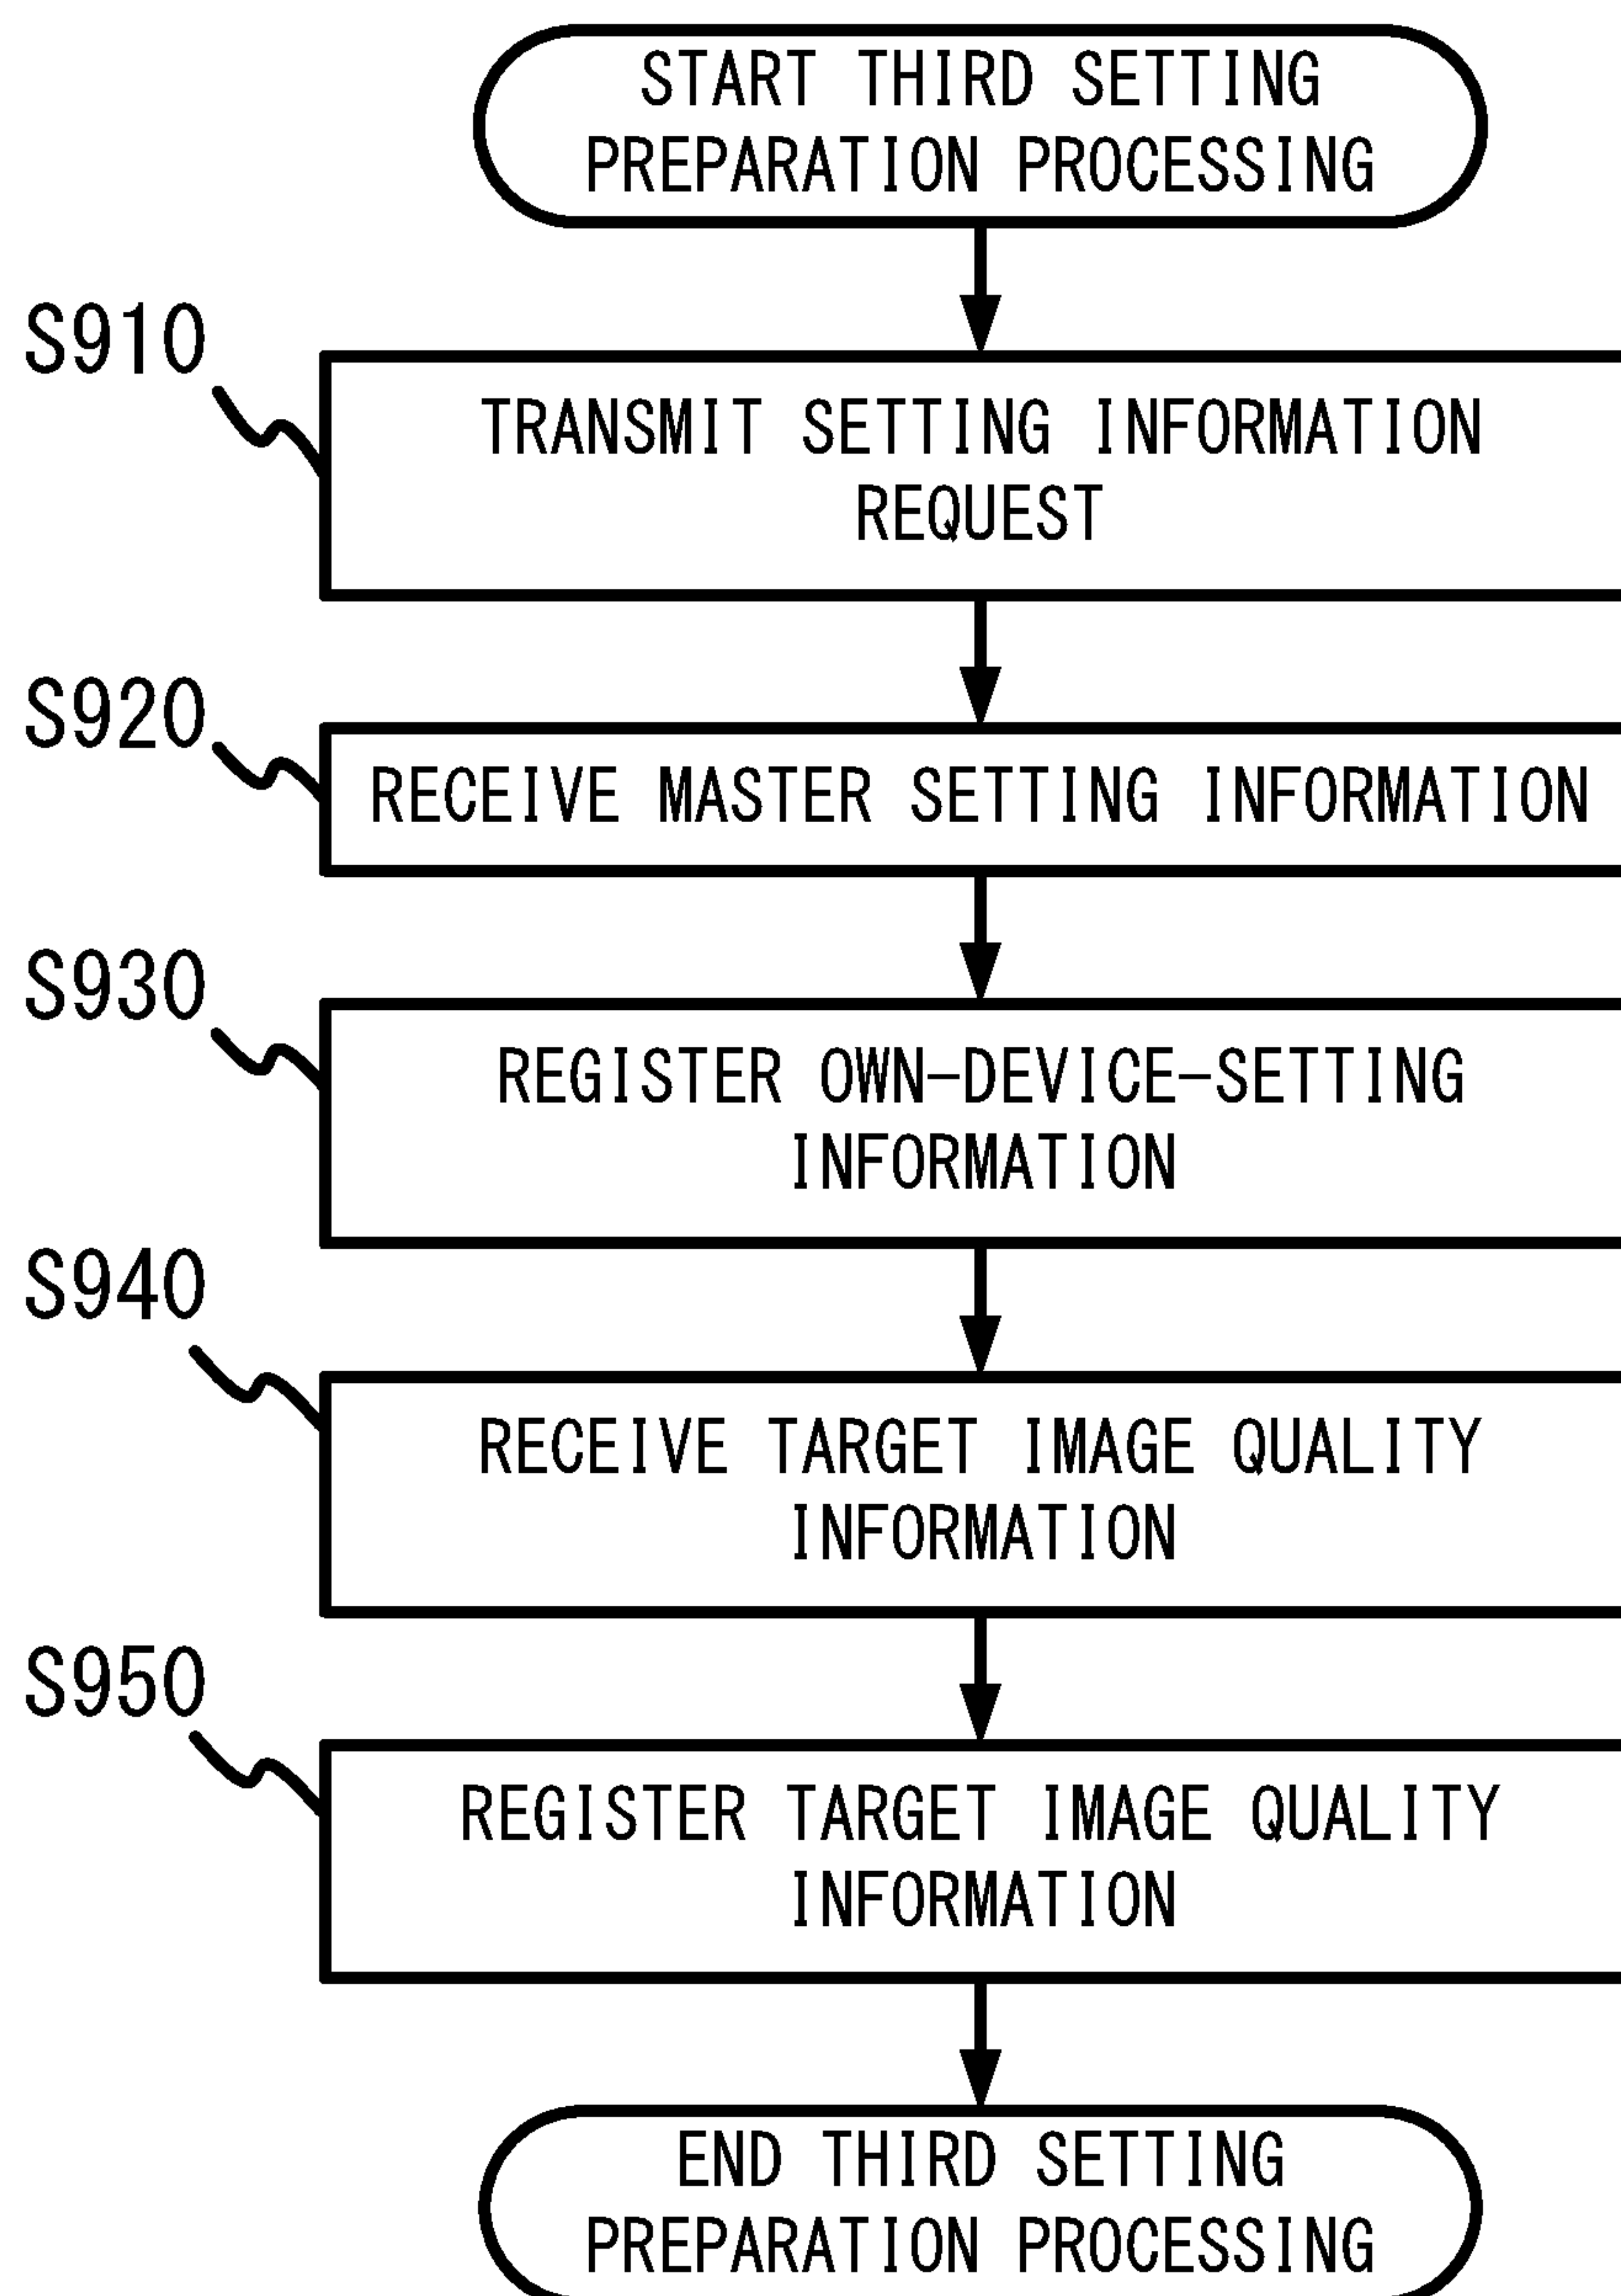 START THIRD SETTING
PREPARATION PROCESSING
S910
TRANSMIT SETTING INFORMATION
REQUEST
S920
RECEIVE MASTER SETTING INFORMATION
S930
REGISTER OWN-DEVICE-SETTING
INFORMATION
S940
RECEIVE TARGET IMAGE QUALITY
INFORMATION
S950
REGISTER TARGET IMAGE QUALITY
INFORMATION
END THIRD SETTING
PREPARATION PROCESSING